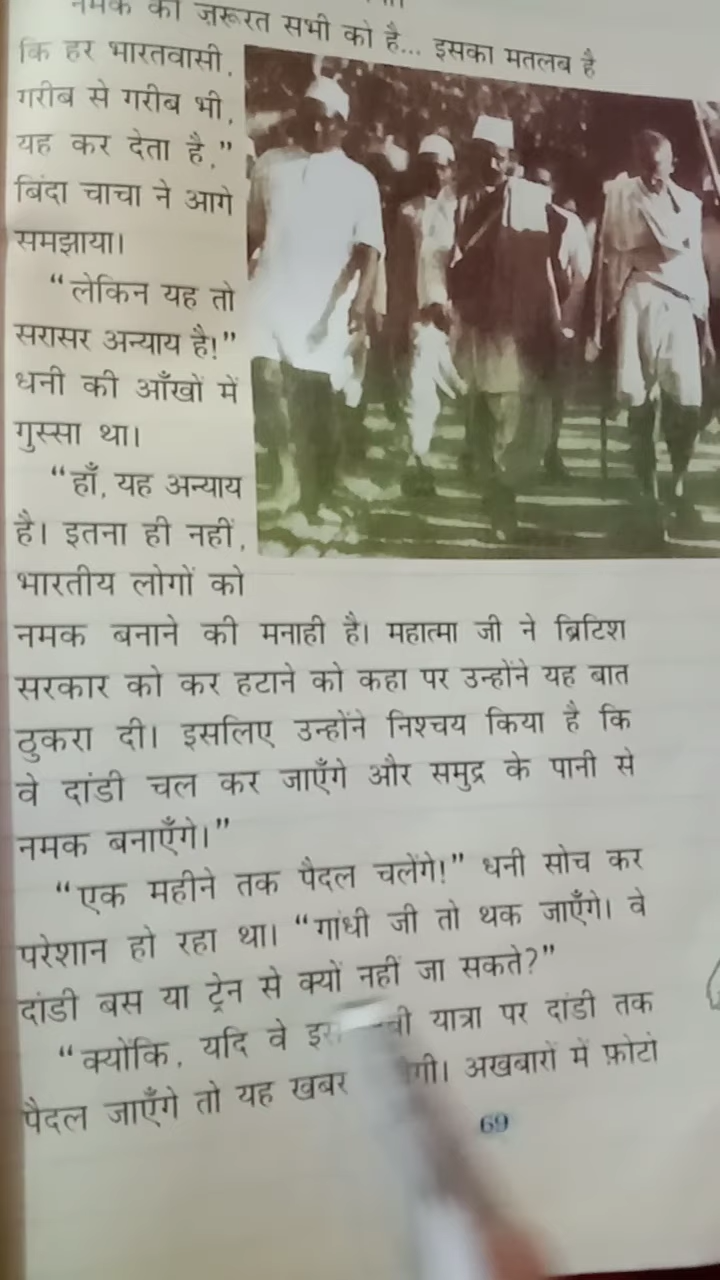 नमक की ज़रूरत सभी को है... इसका मतलब है
कि हर भारतवासी,
गरीब से गरीब भी,
यह कर देता है,”
बिंदा चाचा ने आगे
समझाया।
“लेकिन यह तो
सरासर अन्याय है!”
धनी की आँखों में
गुस्सा था।
“हाँ, यह अन्याय
है। इतना ही नहीं,
भारतीय लोगों को
नमक बनाने की मनाही है। महात्मा जी ने ब्रिटिश
सरकार को कर हटाने को कहा पर उन्होंने यह बात
ठुकरा दी। इसलिए उन्होंने निश्चय किया है कि
वे दांडी चल कर जाएँगे और समुद्र के पानी से
नमक बनाएँगे।”
“एक महीने तक पैदल चलेंगे!” धनी सोच कर
परेशान हो रहा था। “गांधी जी तो थक जाएँगे। वे
दांडी बस या ट्रेन से क्यों नहीं जा सकते?”
“क्योंकि, यदि वे यात्रा पर दांडी तक
पैदल जाएँगे तो यह खबर अखबारों में फ़ोटो
69